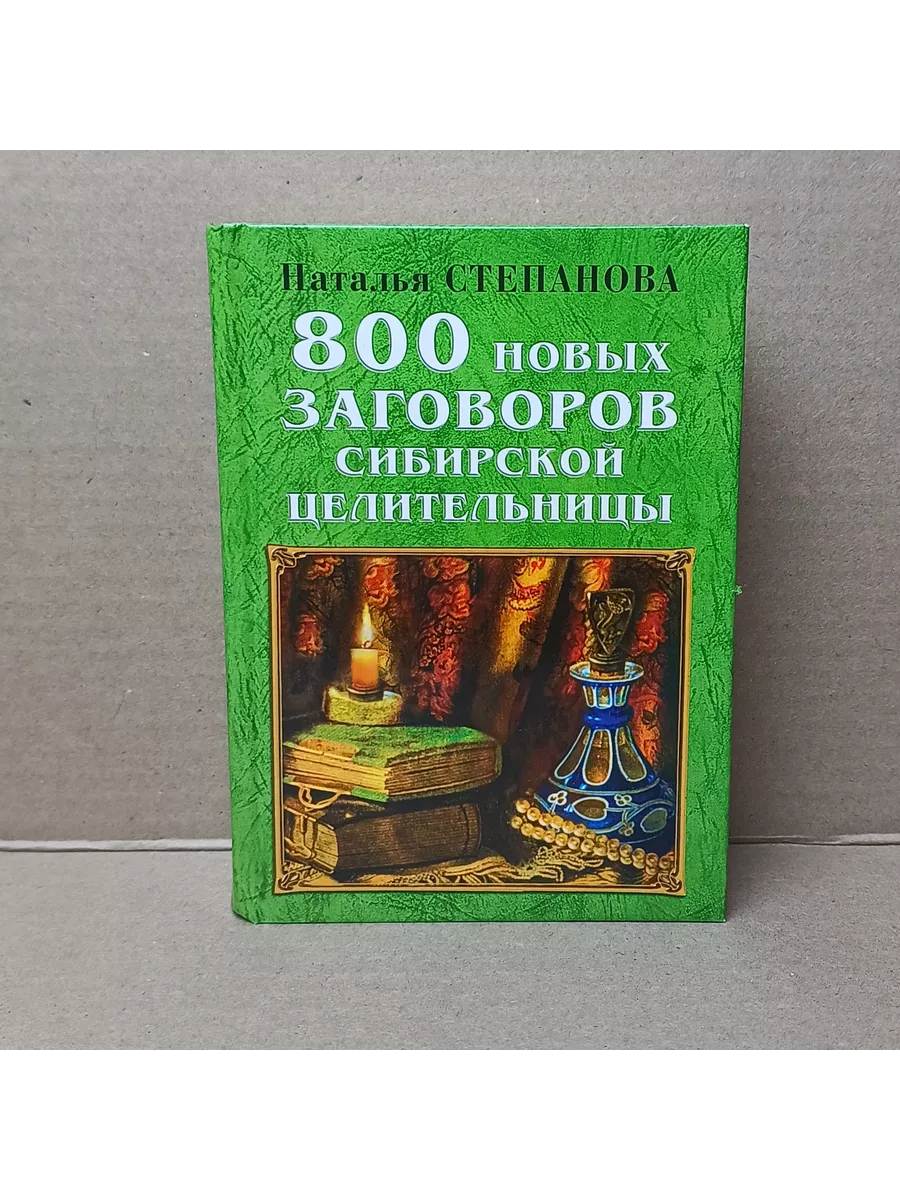 Наталья СТЕПАНОВА
800 НОВЫХ
ЗАГОВОРОВ
СИБИРСКОЙ
ЦЕЛИТЕЛЬНИЦЫ